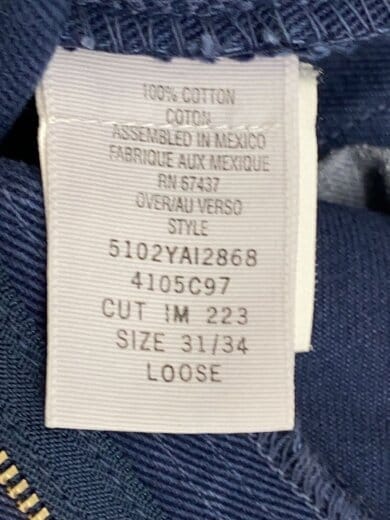 100% COTTON
COTON
ASSEMBLED IN MEXICO
FABRIQUE AUX MEXIQUE
RN 67437
OVER/AU VERSO
STYLE
5102YAI2868
4105C97
CUT IM 223
SIZE 31/34
LOOSE